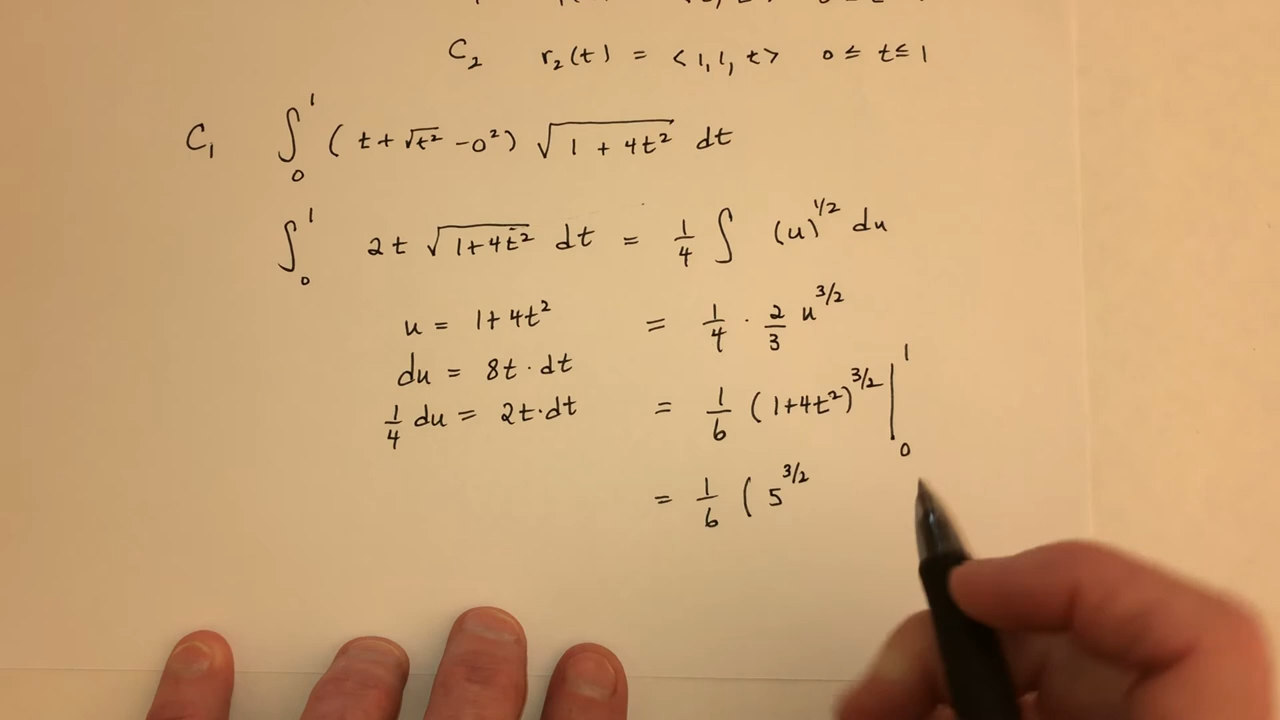 C₂ r₂(t) = <1, 1, t> 0 ≤ t ≤ 1
C₁ ∫₀¹ (t + √t² - 0²) √1 + 4t² dt
∫₀¹ 2t √1+4t² dt = 1/4 ∫ (u)^1/2 du
u = 1+4t² = 1/4 · 2/3 u^3/2
du = 8t · dt
1/4 du = 2t · dt = 1/6 (1+4t²)^3/2 |₀¹
= 1/6 ( 5^3/2